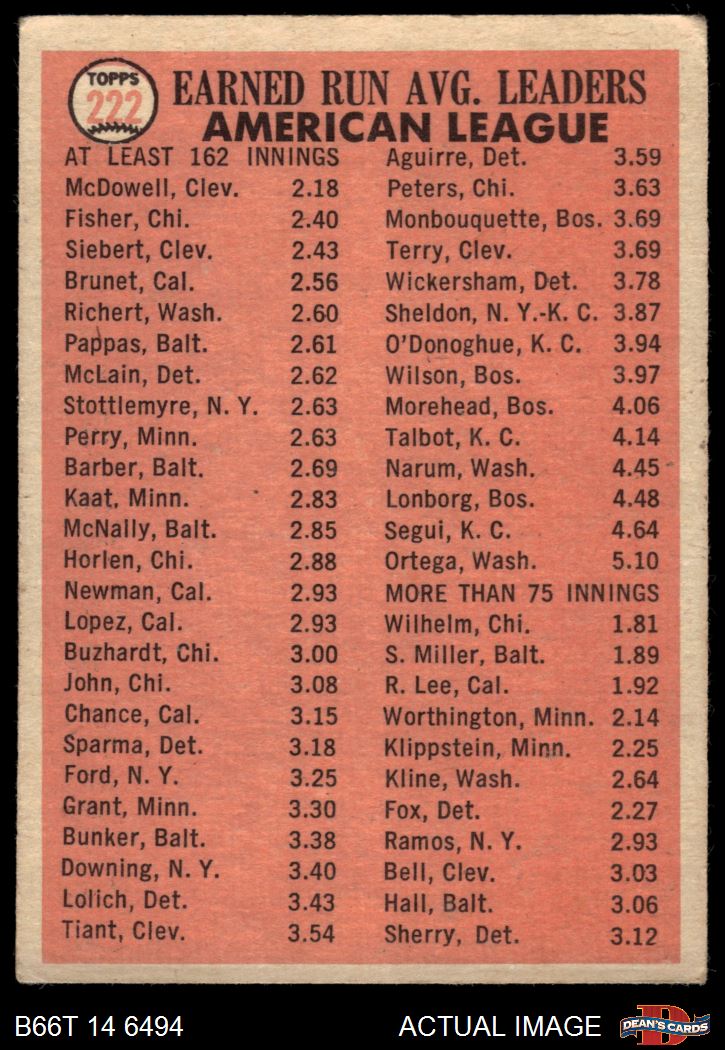 TOPPS
222
EARNED RUN AVG. LEADERS
AMERICAN LEAGUE
AT LEAST 162 INNINGS
McDowell, Clev. 2.18
Fisher, Chi. 2.40
Siebert, Clev. 2.43
Brunet, Cal. 2.56
Richert, Wash. 2.60
Pappas, Balt. 2.61
McLain, Det. 2.62
Stottlemyre, N. Y. 2.63
Perry, Minn. 2.63
Barber, Balt. 2.69
Kaat, Minn. 2.83
McNally, Balt. 2.85
Horlen, Chi. 2.88
Newman, Cal. 2.93
Lopez, Cal. 2.93
Buzhardt, Chi. 3.00
John, Chi. 3.08
Chance, Cal. 3.15
Sparma, Det. 3.18
Ford, N. Y. 3.25
Grant, Minn. 3.30
Bunker, Balt. 3.38
Downing, N. Y. 3.40
Lolich, Det. 3.43
Tiant, Clev. 3.54
Aguirre, Det. 3.59
Peters, Chi. 3.63
Monbouquette, Bos. 3.69
Terry, Clev. 3.69
Wickersham, Det. 3.78
Sheldon, N. Y.-K. C. 3.87
O'Donoghue, K. C. 3.94
Wilson, Bos. 3.97
Morehead, Bos. 4.06
Talbot, K. C. 4.14
Narum, Wash. 4.45
Lonborg, Bos. 4.48
Segui, K. C. 4.64
Ortega, Wash. 5.10
MORE THAN 75 INNINGS
Wilhelm, Chi. 1.81
S. Miller, Balt. 1.89
R. Lee, Cal. 1.92
Worthington, Minn. 2.14
Klippstein, Minn. 2.25
Kline, Wash. 2.64
Fox, Det. 2.27
Ramos, N. Y. 2.93
Bell, Clev. 3.03
Hall, Balt. 3.06
Sherry, Det. 3.12
B66T 14 6494
ACTUAL IMAGE
D
DEAN'S CARDS